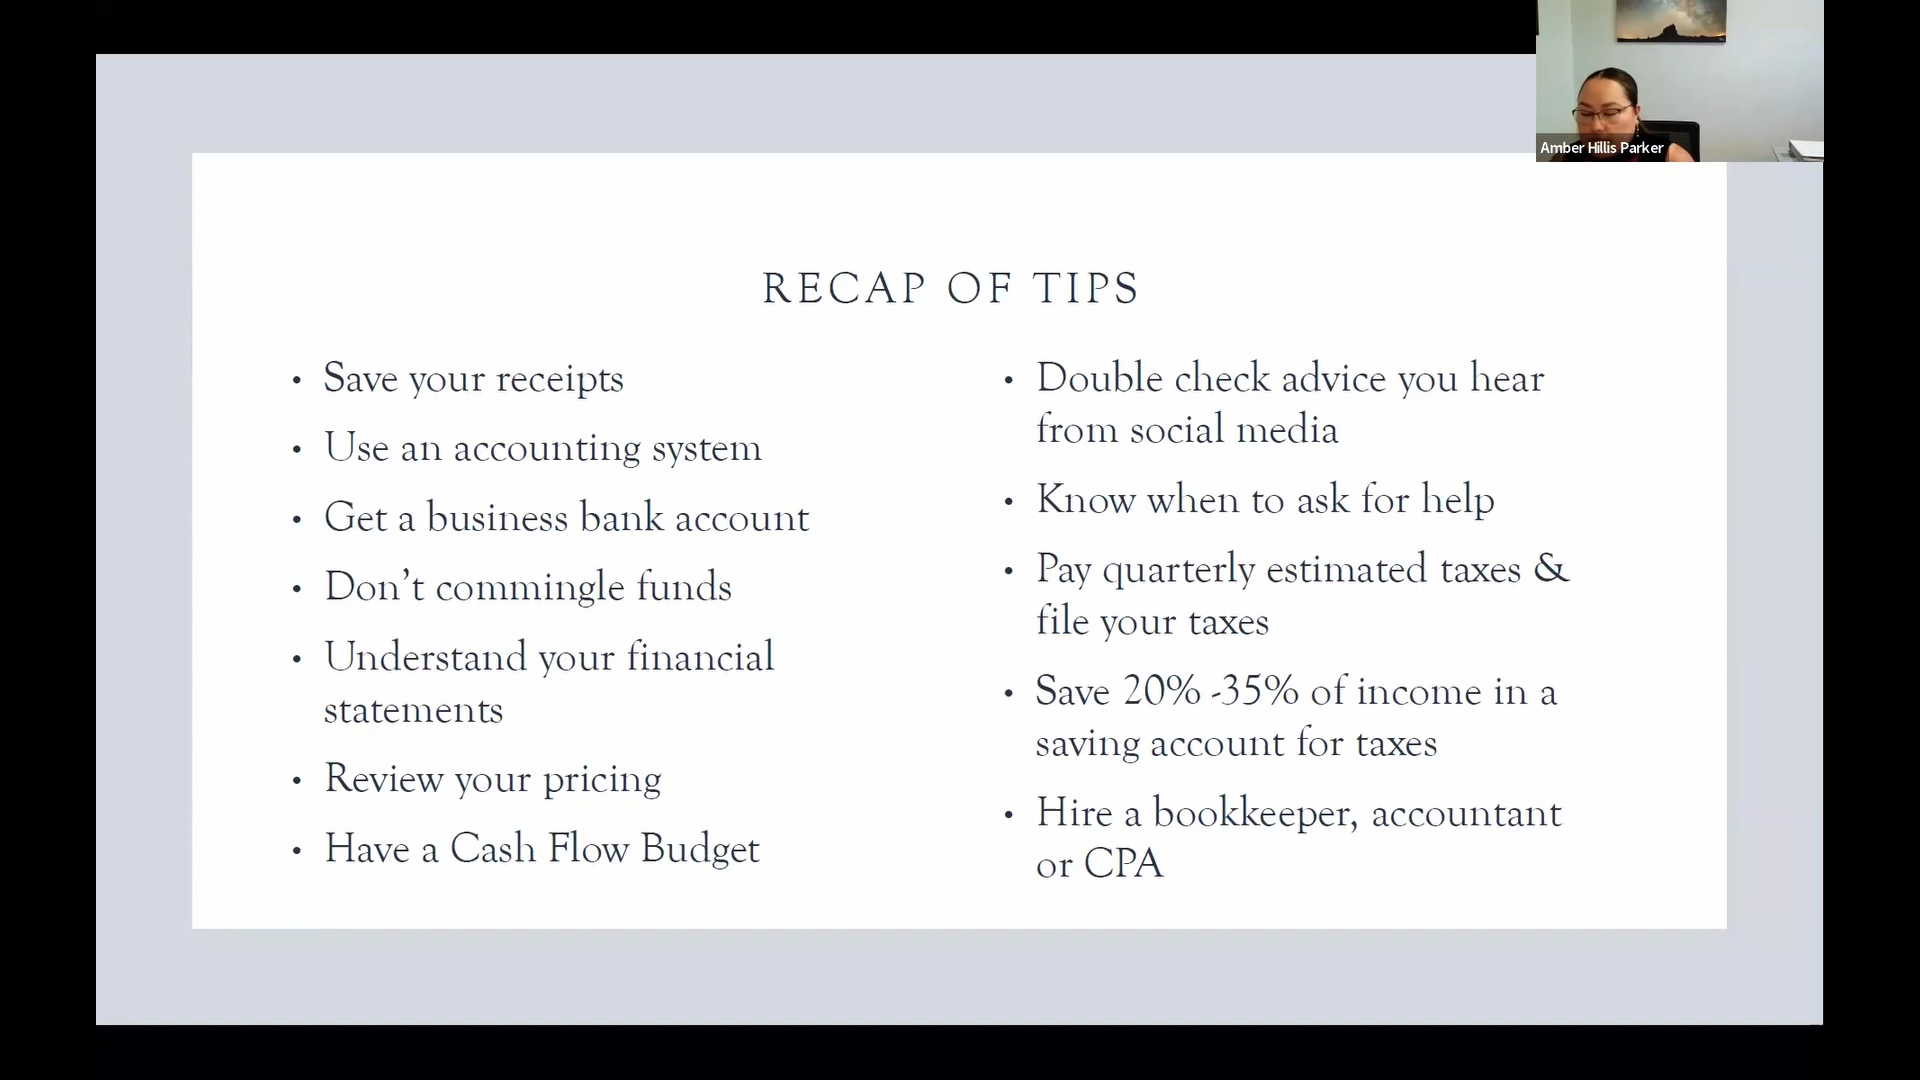 Amber Hillis Parker
RECAP OF TIPS
• Save your receipts
• Use an accounting system
• Get a business bank account
• Don’t commingle funds
• Understand your financial
statements
• Review your pricing
• Have a Cash Flow Budget
• Double check advice you hear
from social media
• Know when to ask for help
• Pay quarterly estimated taxes &
file your taxes
• Save 20% -35% of income in a
saving account for taxes
• Hire a bookkeeper, accountant
or CPA